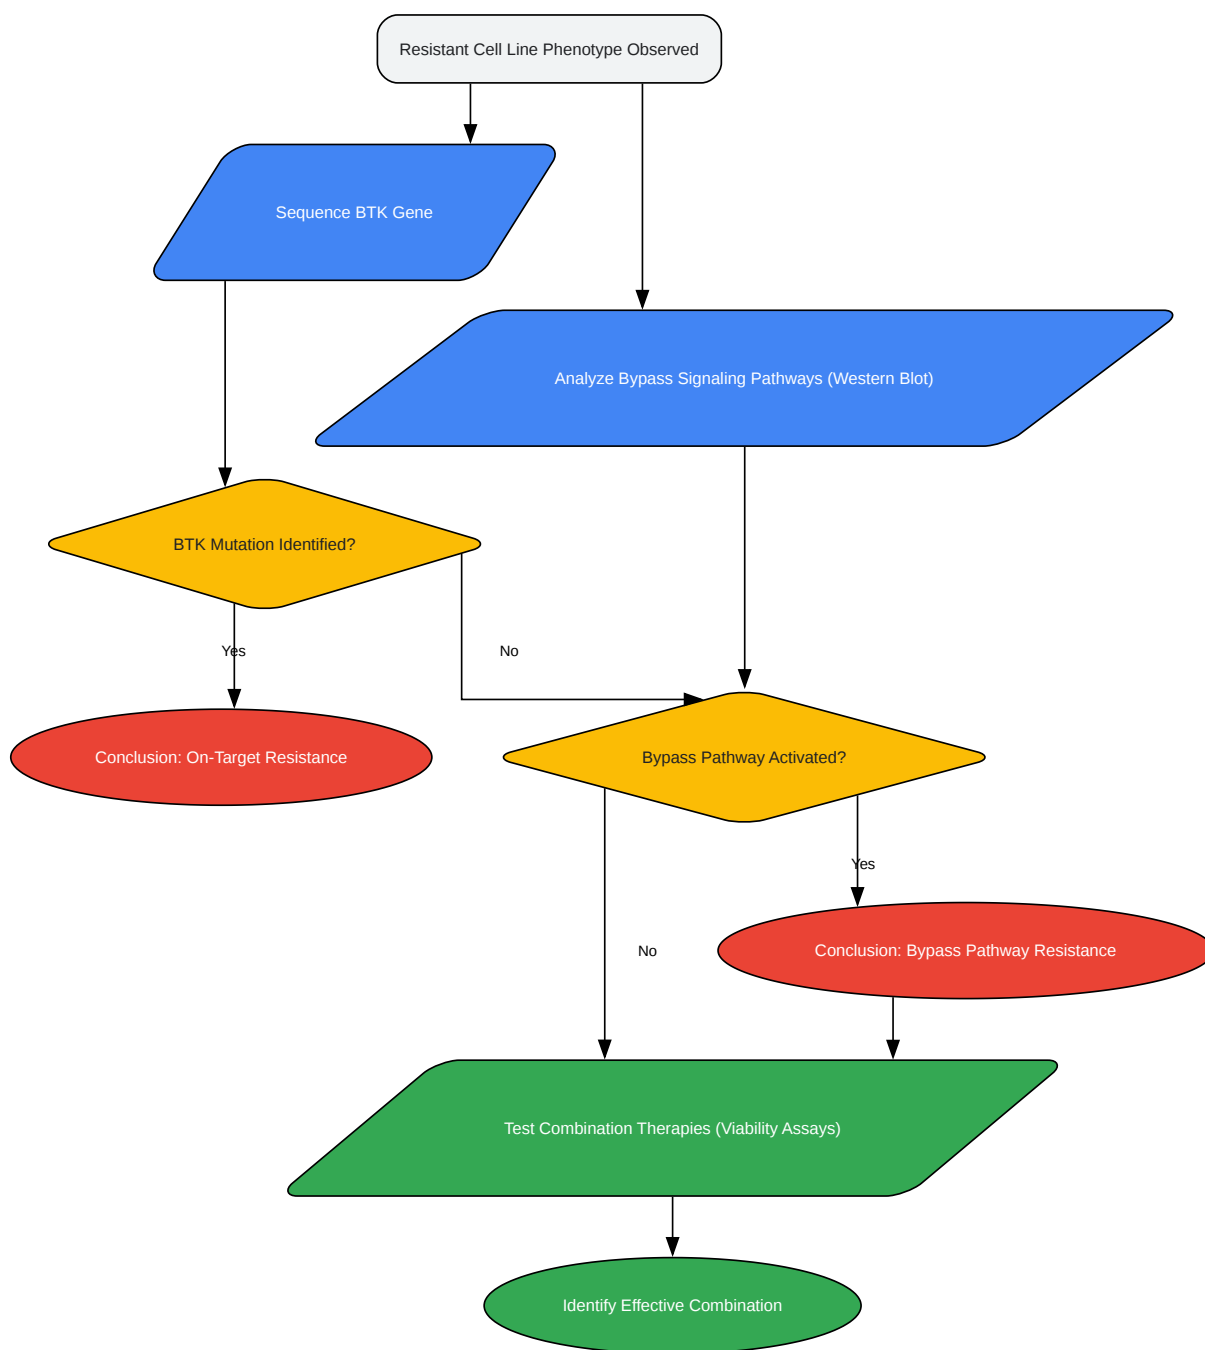 Resistant Cell Line Phenotype Observed
Sequence BTK Gene
Analyze Bypass Signaling Pathways (Western Blot)
BTK Mutation Identified?
Yes
No
Conclusion: On-Target Resistance
Bypass Pathway Activated?
Yes
No
Conclusion: Bypass Pathway Resistance
Test Combination Therapies (Viability Assays)
Identify Effective Combination